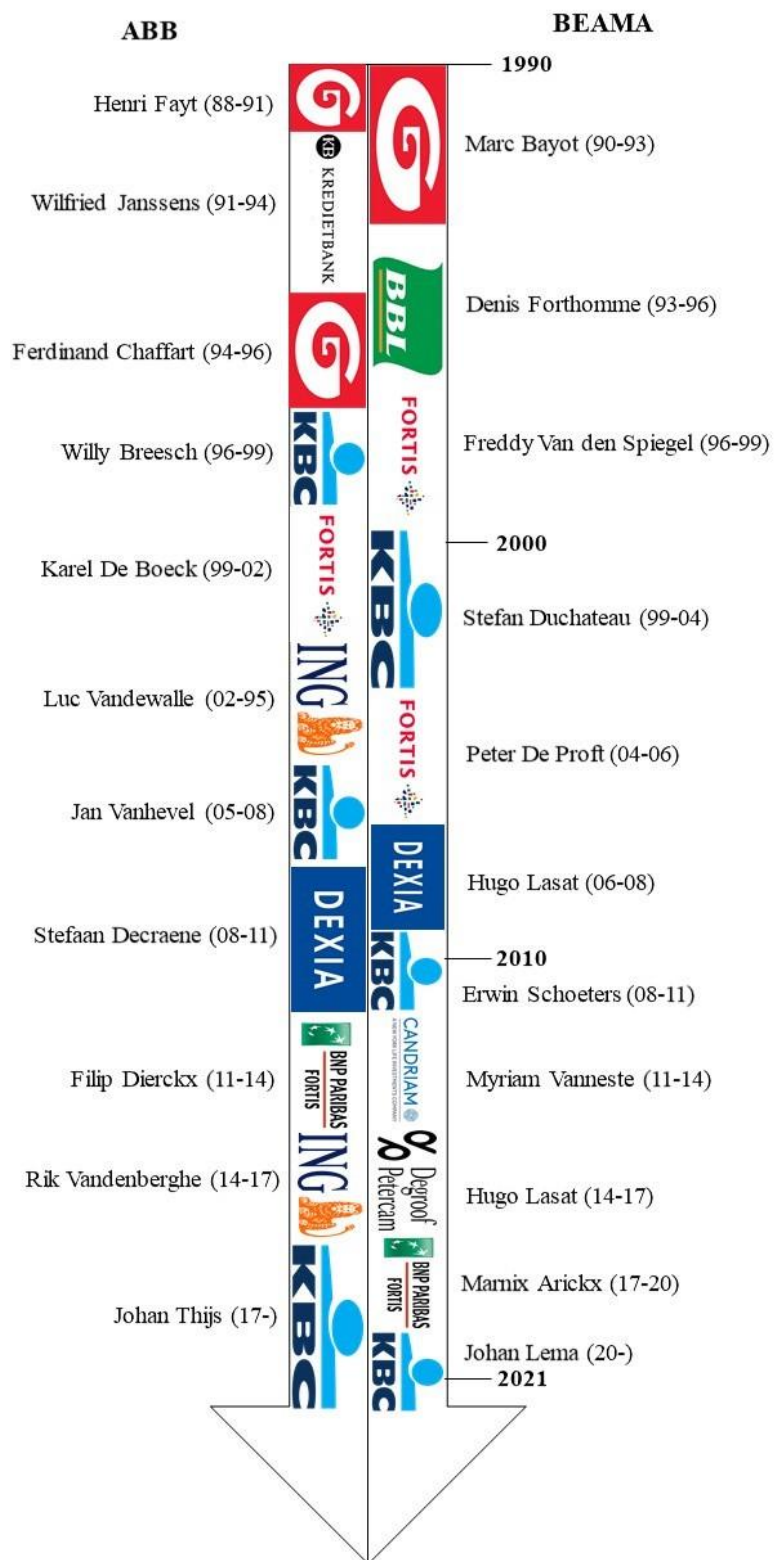 ABB
BEAMA
1990
Henri Fayt (88-91)
G
G
Marc Bayot (90-93)
Wilfried Janssens (91-94)
KB KREDIETBANK
BBL
Denis Forthomme (93-96)
Ferdinand Chaffart (94-96)
G
FORTIS
Freddy Van den Spiegel (96-99)
Willy Breesch (96-99)
KBC
2000
Karel De Boeck (99-02)
FORTIS
KBC
Stefan Duchateau (99-04)
Luc Vandewalle (02-95)
ING
FORTIS
Peter De Proft (04-06)
Jan Vanhevel (05-08)
KBC
DEXIA
Hugo Lasat (06-08)
Stefaan Decraene (08-11)
DEXIA
KBC
2010
Erwin Schoeters (08-11)
Filip Dierckx (11-14)
BNP PARIBAS
FORTIS
CANDRIAM
A NEW YORK LIFE INVESTMENTS COMPANY
Myriam Vanneste (11-14)
Rik Vandenberghe (14-17)
ING
Degroof
Petercam
Hugo Lasat (14-17)
BNP PARIBAS
FORTIS
Marnix Arickx (17-20)
Johan Thijs (17-)
KBC
KBC
Johan Lema (20-)
2021